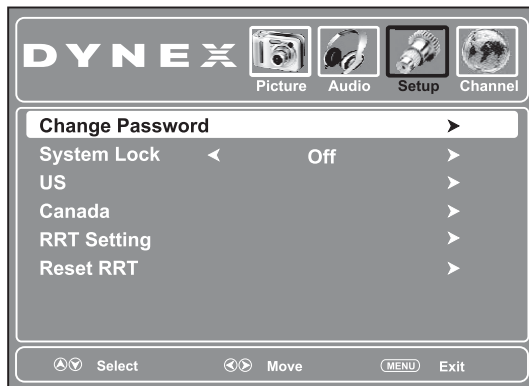 DYNEX
Picture Audio Setup Channel
Change Password
System Lock Off
US
Canada
RRT Setting
Reset RRT
Select Move MENU Exit